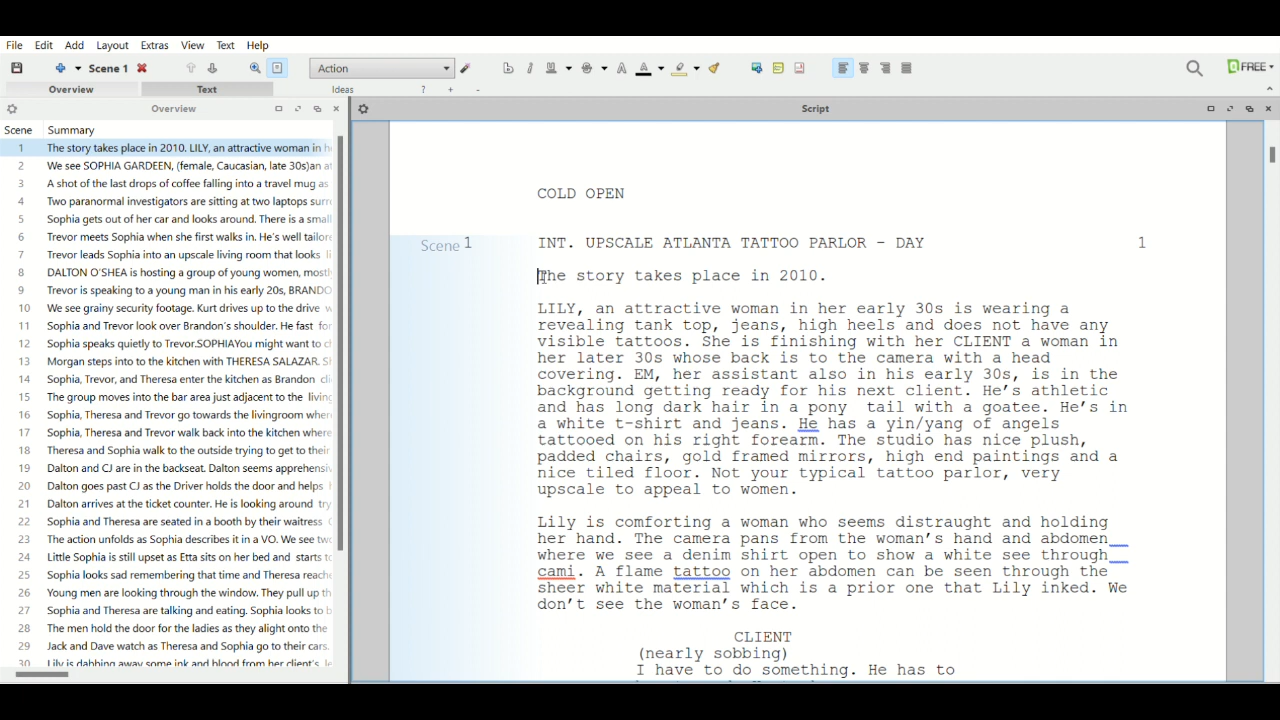 File Edit Add Layout Extras View Text Help
Scene 1 Action FREE
Overview Text Ideas ? + -
Overview
Script
Scene Summary
1 The story takes place in 2010. LILY, an attractive woman in h
2 We see SOPHIA GARDEEN, (female, Caucasian, late 30s)an at
3 A shot of the last drops of coffee falling into a travel mug as
4 Two paranormal investigators are sitting at two laptops surr
5 Sophia gets out of her car and looks around. There is a small
6 Trevor meets Sophia when she first walks in. He's well tailore
7 Trevor leads Sophia into an upscale living room that looks li
8 DALTON O'SHEA is hosting a group of young women, mostl
9 Trevor is speaking to a young man in his early 20s, BRANDO
10 We see grainy security footage. Kurt drives up to the drive w
11 Sophia and Trevor look over Brandon's shoulder. He fast for
12 Sophia speaks quietly to Trevor.SOPHIAYou might want to c
13 Morgan steps into to the kitchen with THERESA SALAZAR. S
14 Sophia, Trevor, and Theresa enter the kitchen as Brandon cli
15 The group moves into the bar area just adjacent to the living
16 Sophia, Theresa and Trevor go towards the livingroom when
17 Sophia, Theresa and Trevor walk back into the kitchen where
18 Theresa and Sophia walk to the outside trying to get to their
19 Dalton and CJ are in the backseat. Dalton seems apprehensiv
20 Dalton goes past CJ as the Driver holds the door and helps
21 Dalton arrives at the ticket counter. He is looking around try
22 Sophia and Theresa are seated in a booth by their waitress
23 The action unfolds as Sophia describes it in a VO. We see two
24 Little Sophia is still upset as Etta sits on her bed and starts to
25 Sophia looks sad remembering that time and Theresa reache
26 Young men are looking through the window. They pull up th
27 Sophia and Theresa are talking and eating. Sophia looks to b
28 The men hold the door for the ladies as they alight onto the
29 Jack and Dave watch as Theresa and Sophia go to their cars.
30 Lily is dabbing away some ink and blood from her client's le
COLD OPEN
Scene 1 INT. UPSCALE ATLANTA TATTOO PARLOR - DAY 1
The story takes place in 2010.
LILY, an attractive woman in her early 30s is wearing a
revealing tank top, jeans, high heels and does not have any
visible tattoos. She is finishing with her CLIENT a woman in
her later 30s whose back is to the camera with a head
covering. EM, her assistant also in his early 30s, is in the
background getting ready for his next client. He's athletic
and has long dark hair in a pony  tail with a goatee. He's in
a white t-shirt and jeans. He has a yin/yang of angels
tattooed on his right forearm. The studio has nice plush,
padded chairs, gold framed mirrors, high end paintings and a
nice tiled floor. Not your typical tattoo parlor, very
upscale to appeal to women.
Lily is comforting a woman who seems distraught and holding
her hand. The camera pans from the woman's hand and abdomen
where we see a denim shirt open to show a white see through
cami. A flame tattoo on her abdomen can be seen through the
sheer white material which is a prior one that Lily inked. We
don't see the woman's face.
CLIENT
(nearly sobbing)
I have to do something. He has to